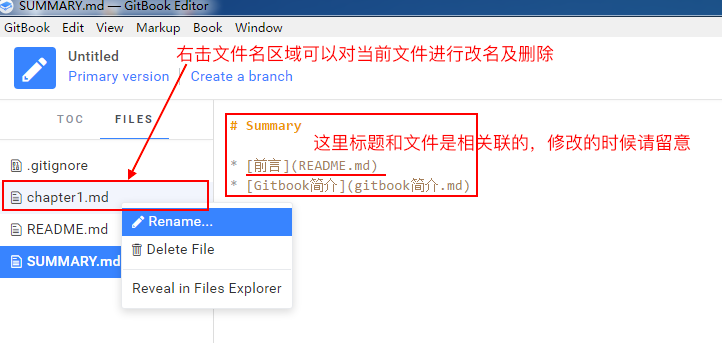 SUMMARY.md — GitBook Editor
GitBook Edit View Markup Book Window
Untitled
Primary version Create a branch
右击文件名区域可以对当前文件进行改名及删除
TOC FILES
.gitignore
chapter1.md
README.md
SUMMARY.md
Rename...
Delete File
Reveal in Files Explorer
# Summary
这里标题和文件是相关联的，修改的时候请留意
* [前言](README.md)
* [Gitbook简介](gitbook简介.md)